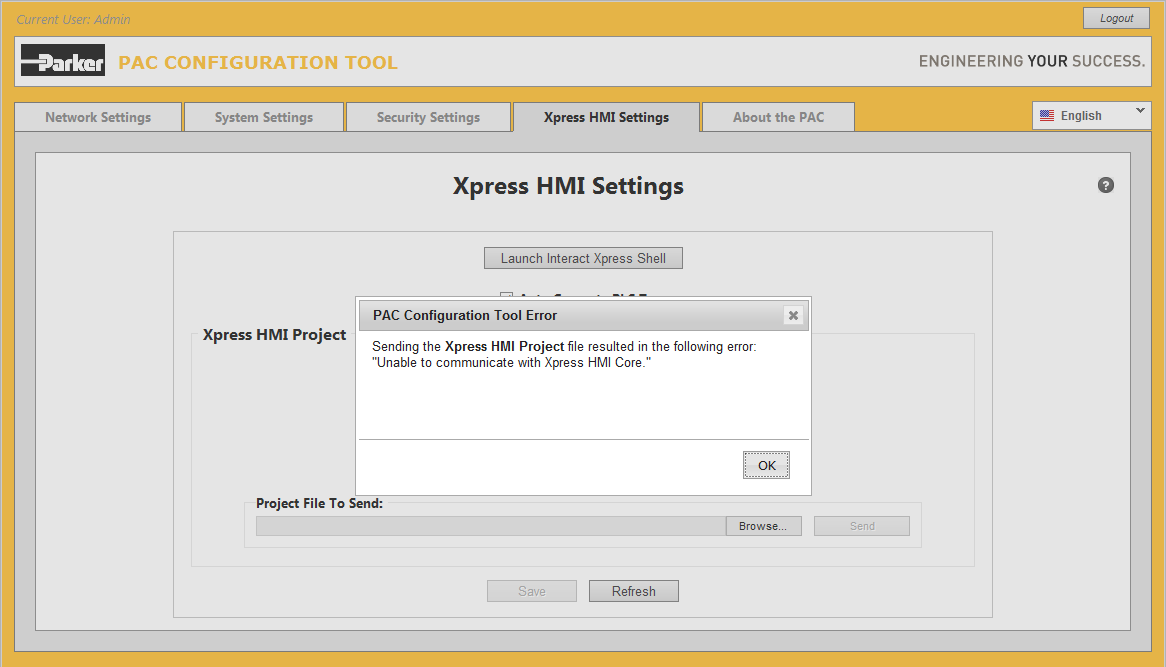 Current User: Admin
Logout
Parker
PAC CONFIGURATION TOOL
ENGINEERING YOUR SUCCESS.
Network Settings
System Settings
Security Settings
Xpress HMI Settings
About the PAC
English
Xpress HMI Settings
?
Launch Interact Xpress Shell
PAC Configuration Tool Error
Xpress HMI Project
Sending the Xpress HMI Project file resulted in the following error:
"Unable to communicate with Xpress HMI Core."
OK
Project File To Send:
Browse...
Send
Save
Refresh